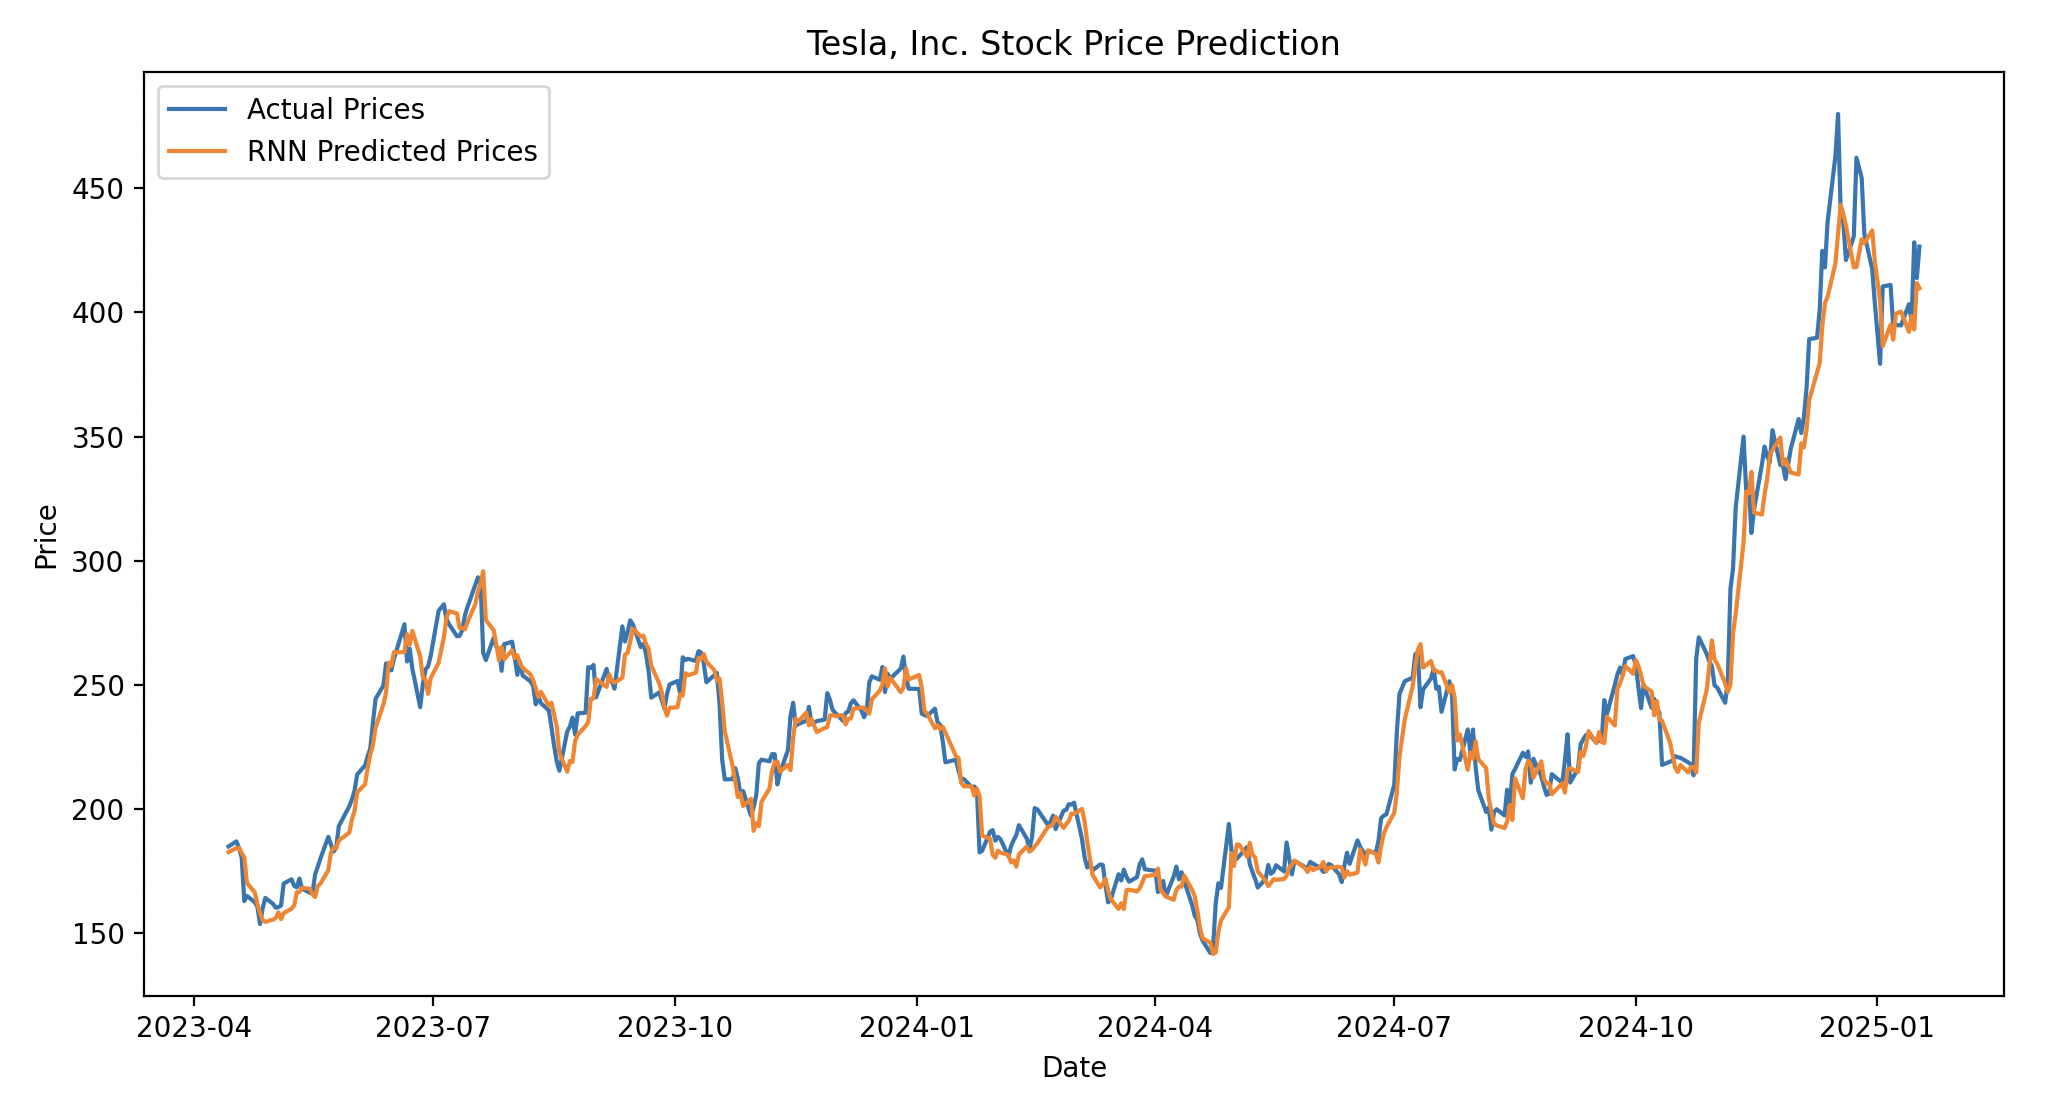 Tesla, Inc. Stock Price Prediction
Actual Prices
RNN Predicted Prices
Price
450
400
350
300
250
200
150
2023-04 2023-07 2023-10 2024-01 2024-04 2024-07 2024-10 2025-01
Date